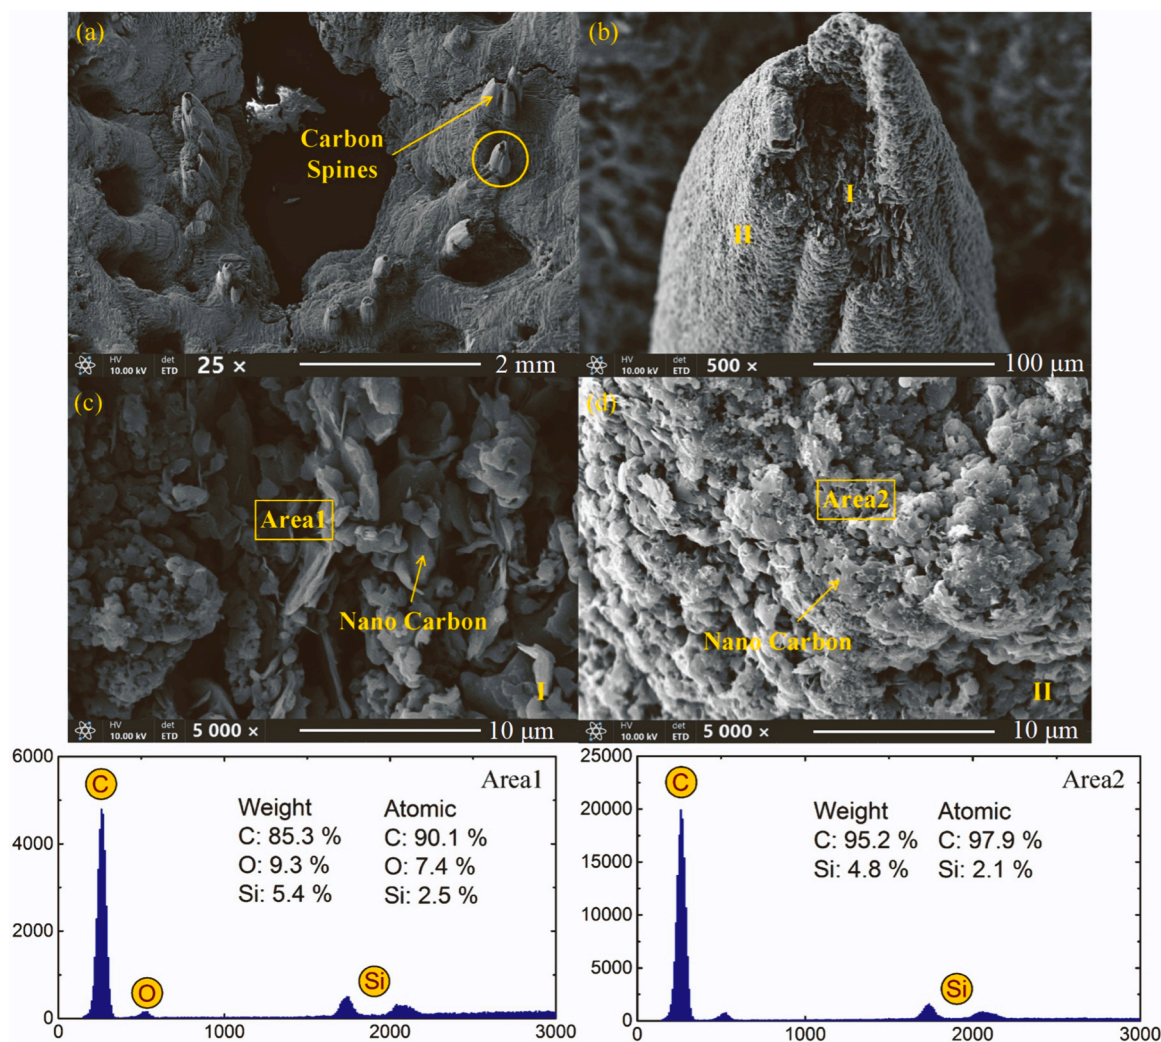 (a)
Carbon
Spines
HV
10.00 kV
det
ETD
25 ×
2 mm
(b)
I
II
HV
10.00 kV
det
ETD
500 ×
100 μm
(c)
Area1
Nano Carbon
I
HV
10.00 kV
det
ETD
5 000 ×
10 μm
(d)
Area2
Nano Carbon
II
HV
10.00 kV
det
ETD
5 000 ×
10 μm
6000
4000
2000
0
C
O
Si
Area1
Weight Atomic
C: 85.3 % C: 90.1 %
O: 9.3 % O: 7.4 %
Si: 5.4 % Si: 2.5 %
0 1000 2000 3000
25000
20000
15000
10000
5000
0
C
Si
Area2
Weight Atomic
C: 95.2 % C: 97.9 %
Si: 4.8 % Si: 2.1 %
0 1000 2000 3000